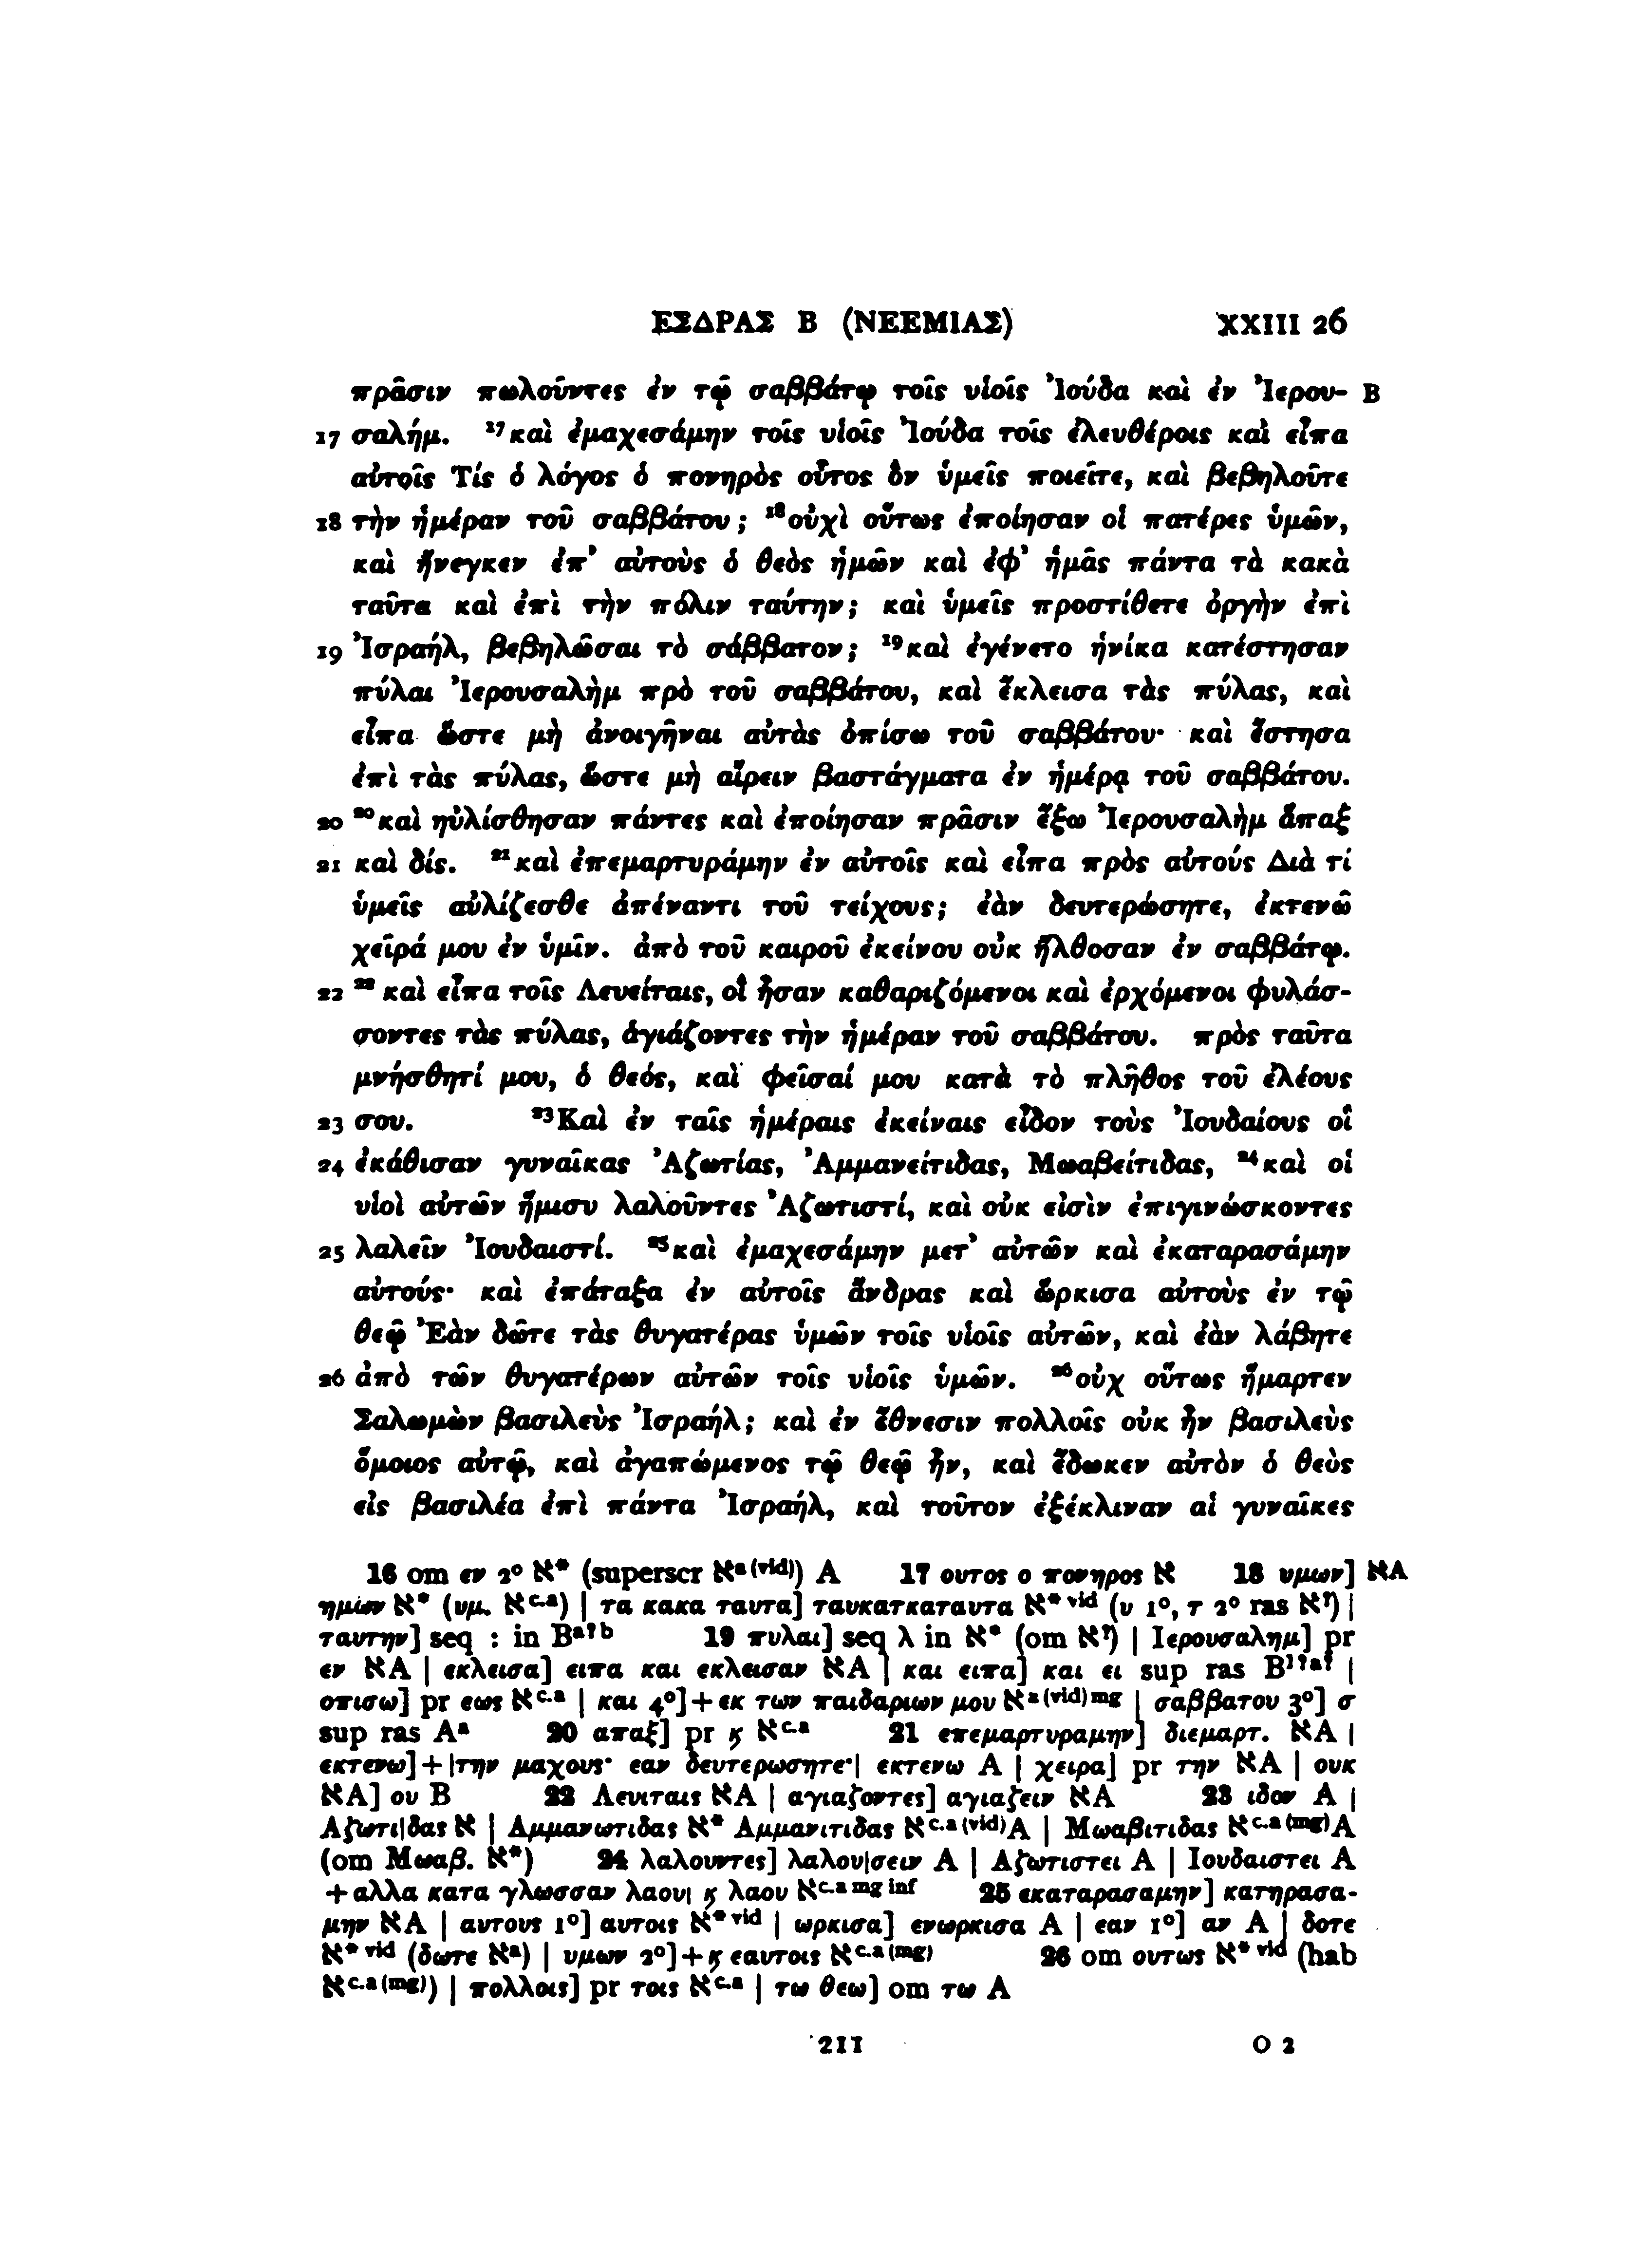 ΕΣΔΡΑΣ Β (ΝΕΕΜΙΑΣ) XXIII 26
πρᾶσιν πωλοῦντες ἐν τῷ σαββάτῳ τοῖς υἱοῖς Ἰούδα καὶ ἐν Ἰερου- B
17 σαλήμ. ¹⁷καὶ ἐμαχεσάμην τοῖς υἱοῖς Ἰούδα τοῖς ἐλευθέροις καὶ εἶπα
αὐτοῖς Τίς ὁ λόγος ὁ πονηρὸς οὗτος ὃν ὑμεῖς ποιεῖτε, καὶ βεβηλοῦτε
18 τὴν ἡμέραν τοῦ σαββάτου; ¹⁸οὐχὶ οὕτως ἐποίησαν οἱ πατέρες ὑμῶν,
καὶ ἤνεγκεν ἐπ’ αὐτοὺς ὁ θεὸς ἡμῶν καὶ ἐφ’ ἡμᾶς πάντα τὰ κακὰ
ταῦτα καὶ ἐπὶ τὴν πόλιν ταύτην; καὶ ὑμεῖς προστίθετε ὀργὴν ἐπὶ
19 Ἰσραήλ, βεβηλῶσαι τὸ σάββατον; ¹⁹καὶ ἐγένετο ἡνίκα κατέστησαν
πύλαι Ἰερουσαλὴμ πρὸ τοῦ σαββάτου, καὶ ἔκλεισα τὰς πύλας, καὶ
εἶπα ὥστε μὴ ἀνοιγῆναι αὐτὰς ὀπίσω τοῦ σαββάτου· καὶ ἔστησα
ἐπὶ τὰς πύλας, ὥστε μὴ αἴρειν βαστάγματα ἐν ἡμέρᾳ τοῦ σαββάτου.
20 ²⁰καὶ ηὐλίσθησαν πάντες καὶ ἐποίησαν πρᾶσιν ἔξω Ἰερουσαλὴμ ἅπαξ
21 καὶ δίς. ²¹καὶ ἐπεμαρτυράμην ἐν αὐτοῖς καὶ εἶπα πρὸς αὐτούς Διὰ τί
ὑμεῖς αὐλίζεσθε ἀπέναντι τοῦ τείχους; ἐὰν δευτερώσητε, ἐκτενῶ
χεῖρά μου ἐν ὑμῖν. ἀπὸ τοῦ καιροῦ ἐκείνου οὐκ ἤλθοσαν ἐν σαββάτῳ.
22 ²² καὶ εἶπα τοῖς Λευείταις, οἳ ἦσαν καθαριζόμενοι καὶ ἐρχόμενοι φυλάσ-
σοντες τὰς πύλας, ἁγιάζοντες τὴν ἡμέραν τοῦ σαββάτου. πρὸς ταῦτα
μνήσθητί μου, ὁ θεός, καὶ φεῖσαί μου κατὰ τὸ πλῆθος τοῦ ἐλέους
23 σου. ²³Καὶ ἐν ταῖς ἡμέραις ἐκείναις εἶδον τοὺς Ἰουδαίους οἳ
24 ἐκάθισαν γυναῖκας Ἀζωτίας, Ἀμμανείτιδας, Μωαβείτιδας, ²⁴καὶ οἱ
υἱοὶ αὐτῶν ἥμισυ λαλοῦντες Ἀζωτιστί, καὶ οὐκ εἰσὶν ἐπιγινώσκοντες
25 λαλεῖν Ἰουδαιστί. ²⁵καὶ ἐμαχεσάμην μετ’ αὐτῶν καὶ ἐκαταρασάμην
αὐτούς· καὶ ἐπάταξα ἐν αὐτοῖς ἄνδρας καὶ ὥρκισα αὐτοὺς ἐν τῷ
θεῷ Ἐὰν δῶτε τὰς θυγατέρας ὑμῶν τοῖς υἱοῖς αὐτῶν, καὶ ἐὰν λάβητε
26 ἀπὸ τῶν θυγατέρων αὐτῶν τοῖς υἱοῖς ὑμῶν. ²⁶οὐχ οὕτως ἥμαρτεν
Σαλωμὼν βασιλεὺς Ἰσραήλ; καὶ ἐν ἔθνεσιν πολλοῖς οὐκ ἦν βασιλεὺς
ὅμοιος αὐτῷ, καὶ ἀγαπώμενος τῷ θεῷ ἦν, καὶ ἔδωκεν αὐτὸν ὁ θεὸς
εἰς βασιλέα ἐπὶ πάντα Ἰσραήλ, καὶ τοῦτον ἐξέκλιναν αἱ γυναῖκες
16 om εν 2° א* (superscr אᵃ⁽ᵛⁱᵈ⁾) A 17 ουτος ο πονηρος א 18 υμων] אA
ημων א* (υμ. אᶜ·ᵃ) | τα κακα ταυτα] ταυκατκαταυτα א*ᵛⁱᵈ (υ 1°, τ 2° ras א?) |
ταυτην] seq : in Bᵃ?ᵇ 19 πυλαι] seq λ in א* (om א?) | Ιερουσαλημ] pr
εν אA | εκλεισα] ειπα και εκλεισαν אA | και ειπα] και ει sup ras B¹?ᵃ? |
οπισω] pr εως אᶜ·ᵃ | και 4°]+εκ των παιδαριων μου אᵃ⁽ᵛⁱᵈ⁾ᵐᵍ | σαββατου 3°] σ
sup ras Aᵃ 20 απαξ] pr ϗ אᶜ·ᵃ 21 επεμαρτυραμην] διεμαρτ. אA |
εκτενω]+|την μαχους· εαν δευτερωσητε·| εκτενω A | χειρα] pr την אA | ουκ
אA] ου B 22 Λευιταις אA | αγιαζοντες] αγιαζειν אA 23 ιδον A |
Αζωτι|δας א | Αμμανωτιδας א* Αμμανιτιδας אᶜ·ᵃ⁽ᵛⁱᵈ⁾A | Μωαβιτιδας אᶜ·ᵃ⁽ᵐᵍ⁾A
(om Μωαβ. א*) 24 λαλουντες] λαλου|σειν A | Αζωτιστει A | Ιουδαιστει A
+αλλα κατα γλωσσαν λαου| ϗ λαου אᶜ·ᵃ ᵐᵍ ⁱⁿᶠ 25 εκαταρασαμην] κατηρασα-
μην אA | αυτους 1°] αυτοις א*ᵛⁱᵈ | ωρκισα] ενωρκισα A | εαν 1°] αν A | δοτε
א*ᵛⁱᵈ (δωτε אᵃ) | υμων 2°]+ϗ εαυτοις אᶜ·ᵃ⁽ᵐᵍ⁾ 26 om ουτως א*ᵛⁱᵈ (hab
אᶜ·ᵃ⁽ᵐᵍ⁾) | πολλοις] pr τοις אᶜ·ᵃ | τω θεω] om τω A
211 O 2